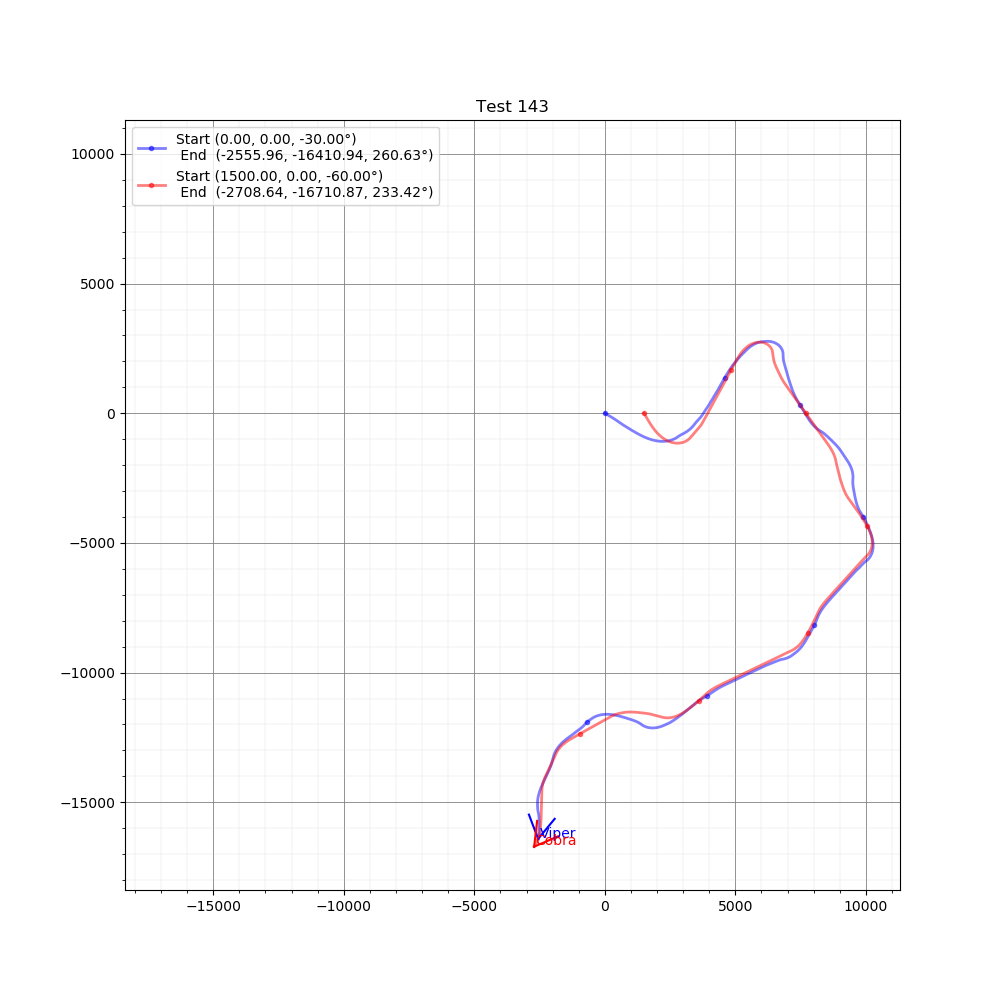 Test 143
Start (0.00, 0.00, -30.00°)
End (-2555.96, -16410.94, 260.63°)
Start (1500.00, 0.00, -60.00°)
End (-2708.64, -16710.87, 233.42°)
10000
5000
0
−5000
−10000
−15000
Viper
Cobra
−15000
−10000
−5000
0
5000
10000